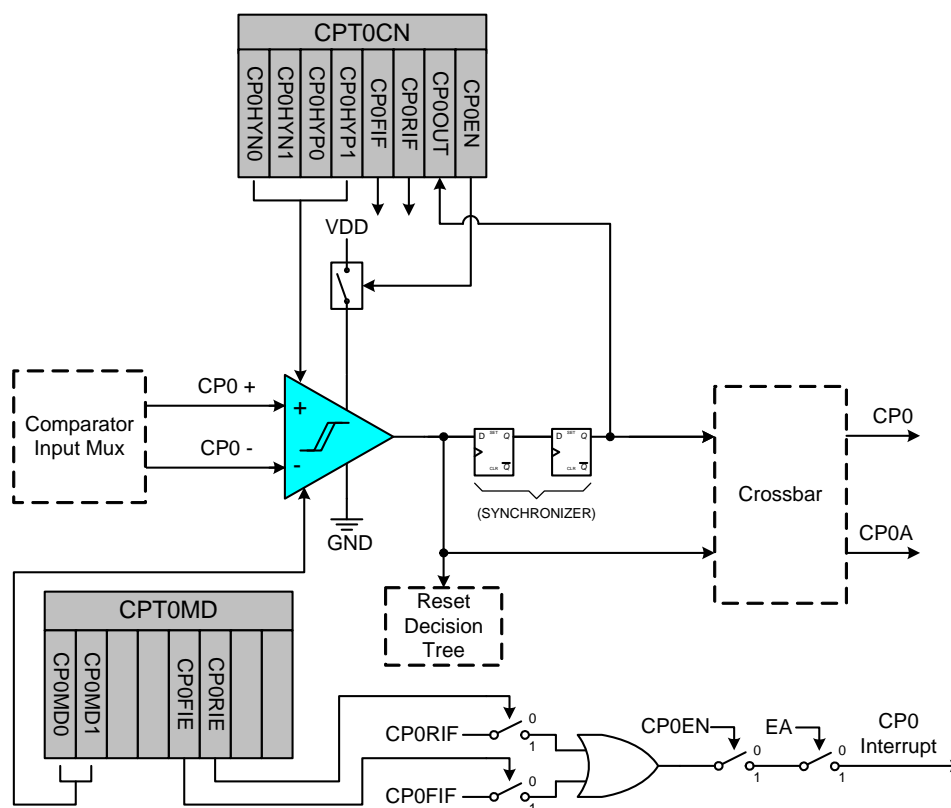 CPT0CN
CP0HYN0
CP0HYN1
CP0HYP0
CP0HYP1
CP0FIF
CP0RIF
CP0OUT
CP0EN
VDD
Comparator
Input Mux
CP0 +
CP0 -
+
-
GND
D SET Q
CLR Q
D SET Q
CLR Q
(SYNCHRONIZER)
Crossbar
CP0
CP0A
Reset
Decision
Tree
CPT0MD
CP0MD0
CP0MD1
CP0FIE
CP0RIE
CP0RIF
0
1
CP0FIF
0
1
CP0EN
0
1
EA
0
1
CP0
Interrupt